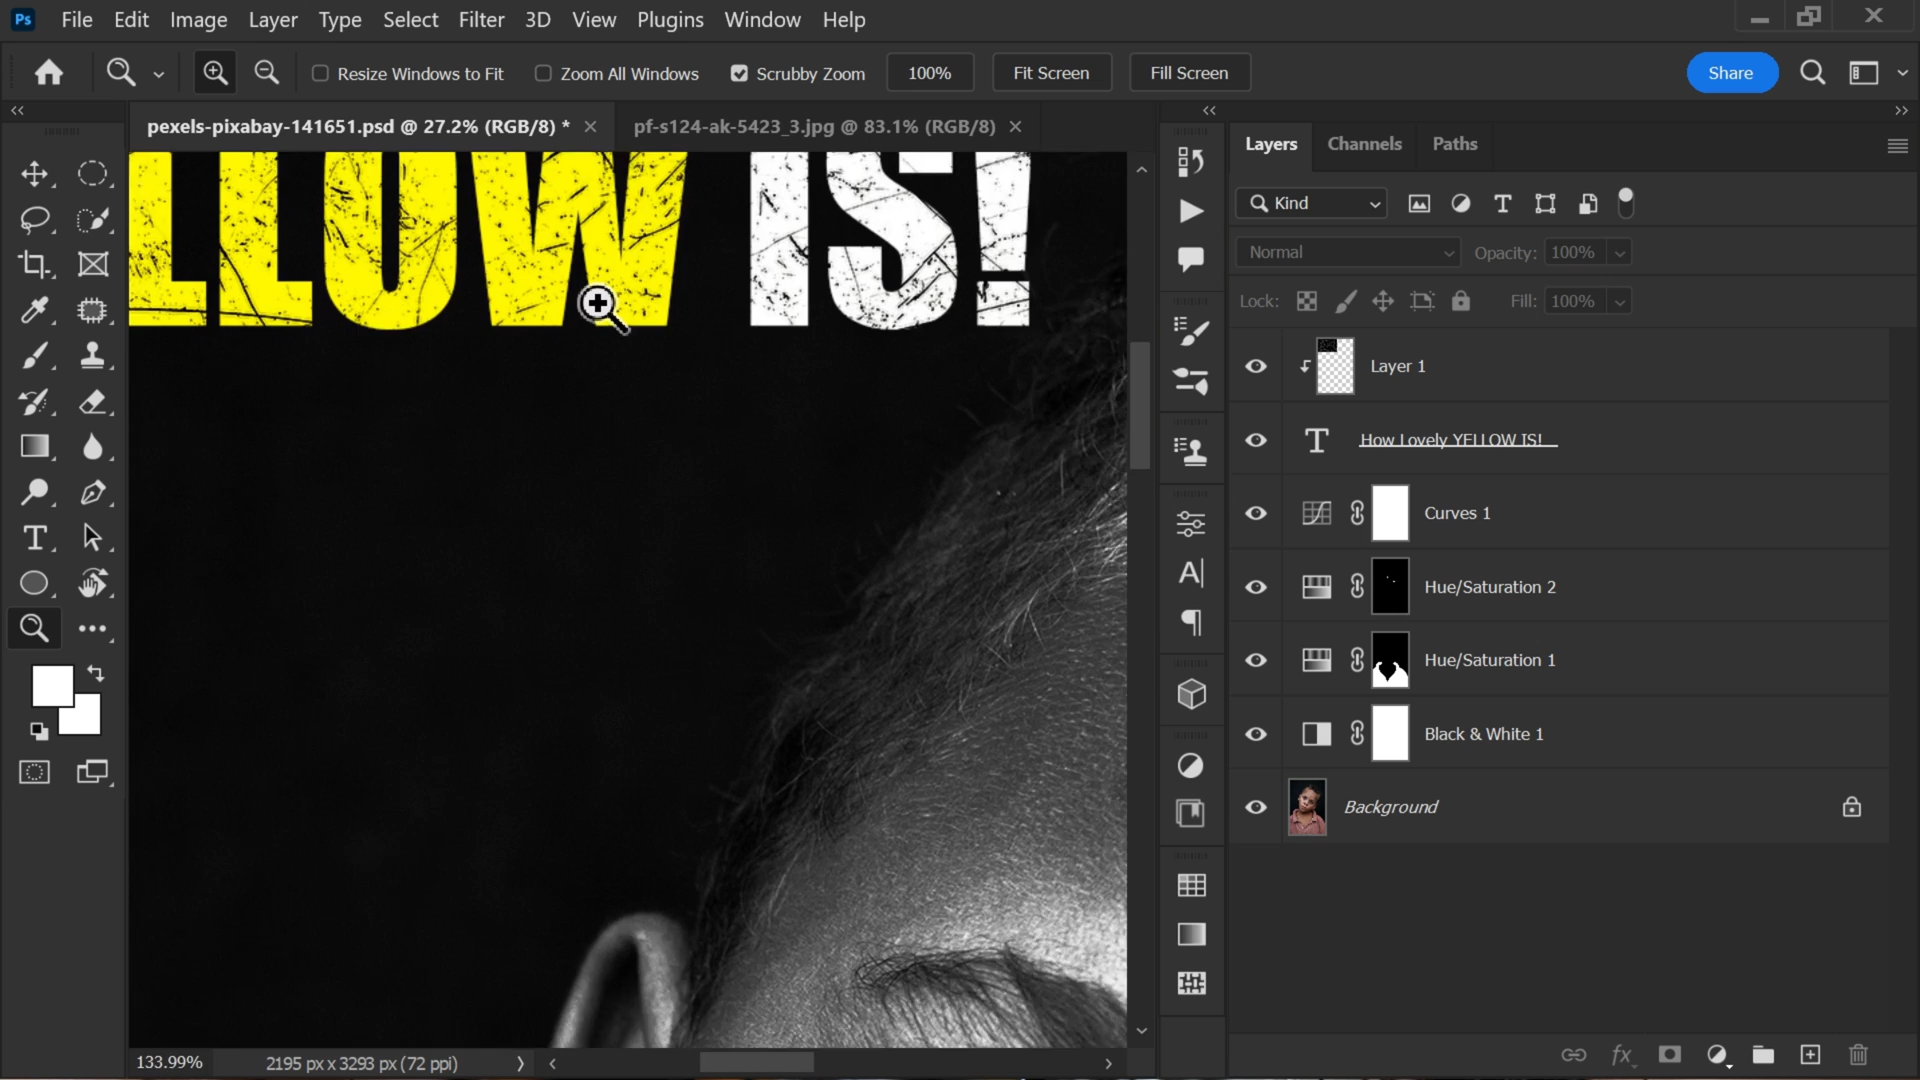 Ps File Edit Image Layer Type Select Filter 3D View Plugins Window Help
Resize Windows to Fit Zoom All Windows Scrubby Zoom 100% Fit Screen Fill Screen Share
pexels-pixabay-141651.psd @ 27.2% (RGB/8) * pf-s124-ak-5423_3.jpg @ 83.1% (RGB/8)
Layers Channels Paths
LLOW IS!
Kind
Normal Opacity: 100%
Lock: Fill: 100%
Layer 1
How Lovely YELLOW IS!
Curves 1
Hue/Saturation 2
Hue/Saturation 1
Black & White 1
Background
133.99% 2195 px x 3293 px (72 ppi)